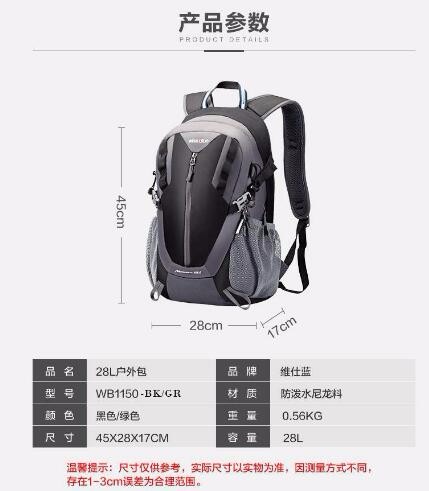 产品参数
PRODUCT DETAILS
45cm
28cm
17cm
品 名 28L户外包 品 牌 维仕蓝
型 号 WB1150-BK/GR 材 质 防泼水尼龙料
颜 色 黑色/绿色 重 量 0.56KG
尺 寸 45X28X17CM 容 量 28L
温馨提示：尺寸仅供参考，实际尺寸以实物为准，因测量方式不同，
存在1-3cm误差为合理范围。